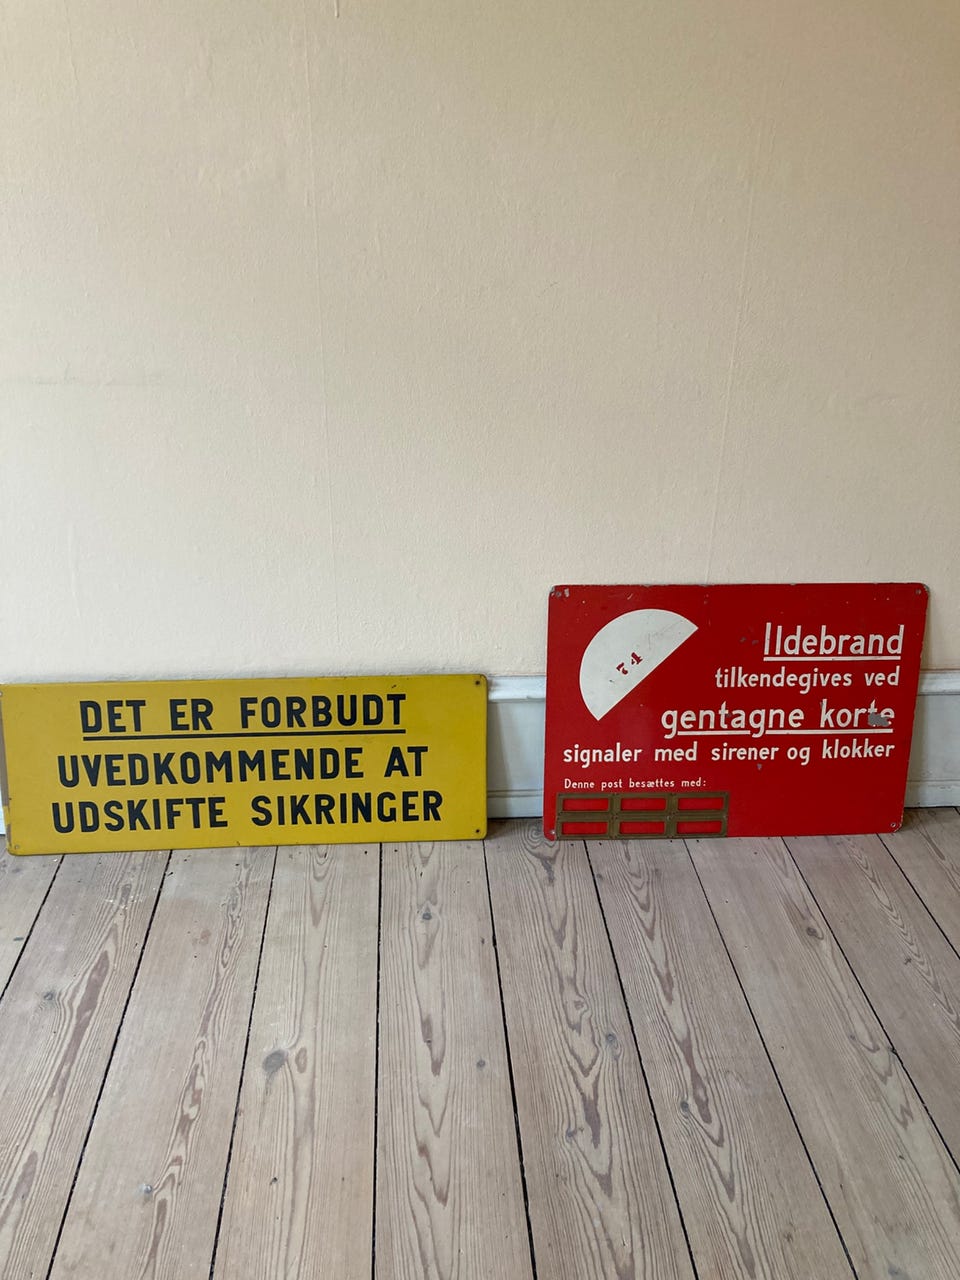 DET ER FORBUDT
UVEDKOMMENDE AT
UDSKIFTE SIKRINGER
74
Ildebrand
tilkendegives ved
gentagne korte
signaler med sirener og klokker
Denne post besættes med: